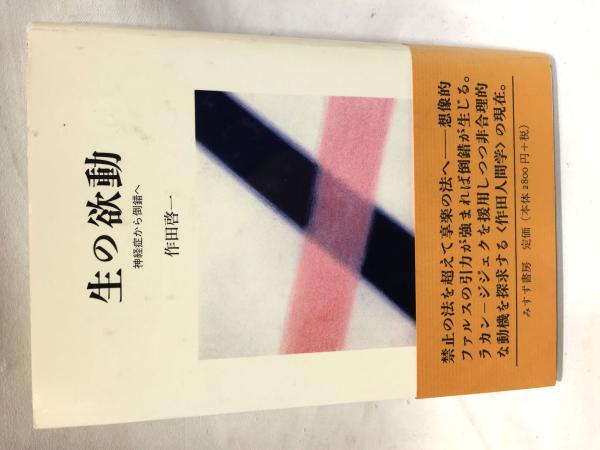 生の欲動
神経症から倒錯へ
作田啓一
禁止の法を超えて享楽の法へ——想像的
ファルスの引力が強まれば倒錯が生じる。
ラカン−ジジェクを援用しつつ非合理的
な動機を探求する〈作田人間学〉の現在。
みすず書房 定価（本体 2800 円＋税）